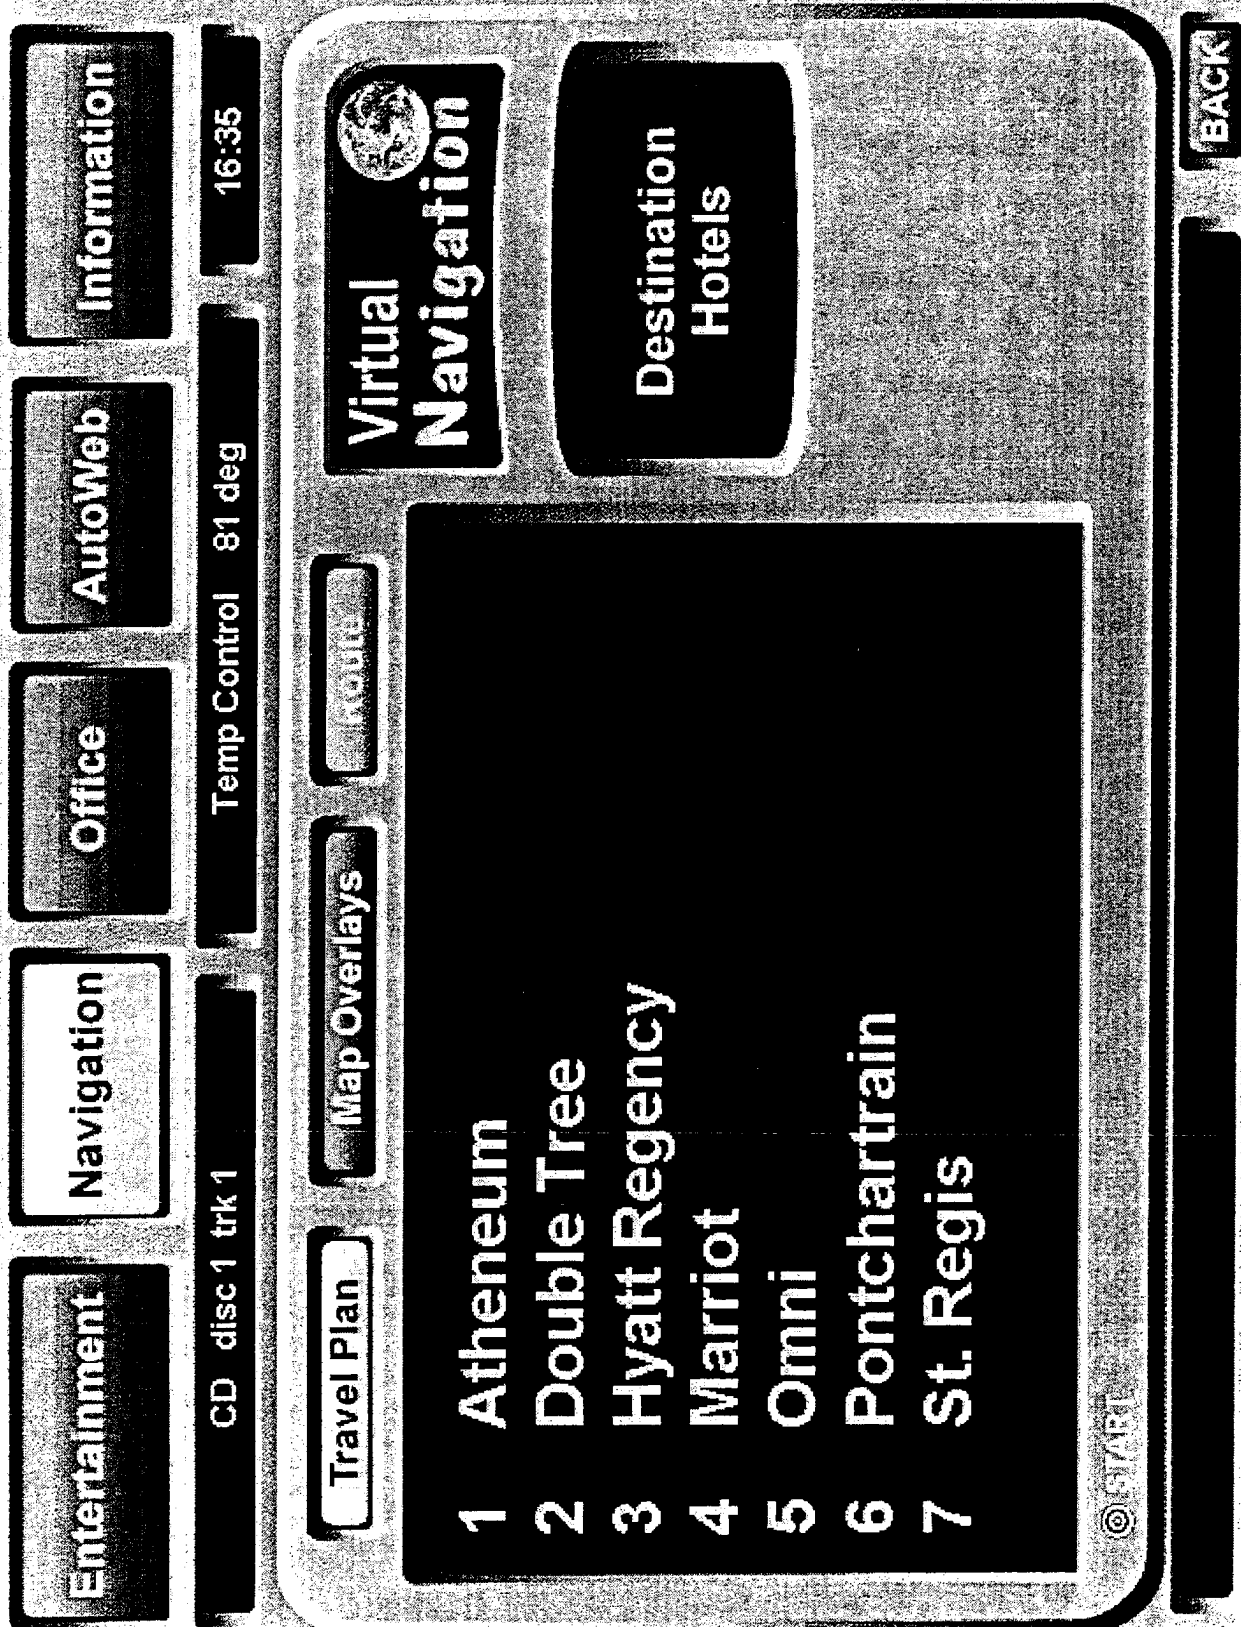 Entertainment
Navigation
Office
AutoWeb
Information
CD disc 1 trk 1
Temp Control 81 deg
16:35
Travel Plan
Map Overlays
Route
Virtual
Navigation
1 Atheneum
2 Double Tree
3 Hyatt Regency
4 Marriot
5 Omni
6 Pontchartrain
7 St. Regis
Destination
Hotels
START
BACK